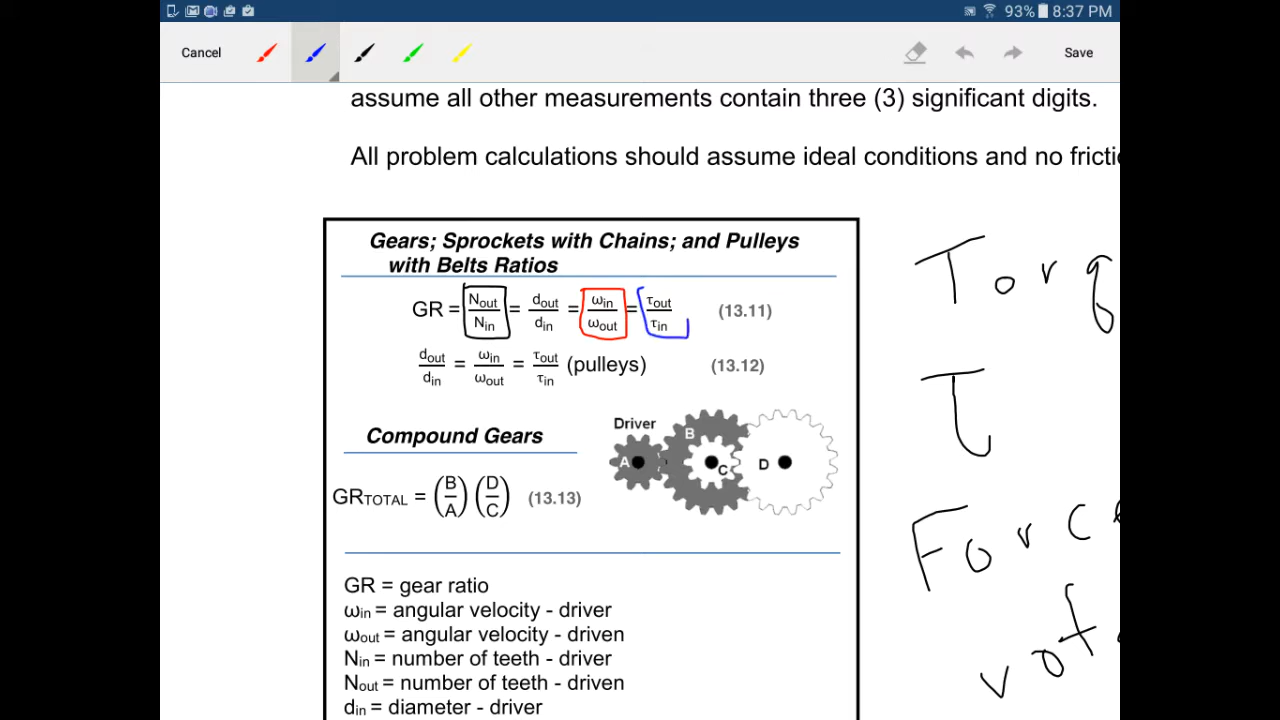 93% 8:37 PM
Cancel Save
assume all other measurements contain three (3) significant digits.
All problem calculations should assume ideal conditions and no
Gears; Sprockets with Chains; and Pulleys
with Belts Ratios
GR = Nout/Nin = dout/din = ωin/ωout = τout/τin (13.11)
dout/din = ωin/ωout = τout/τin (pulleys) (13.12)
Compound Gears
GRTOTAL = (B/A) (D/C) (13.13)
Driver
A B C D
GR = gear ratio
ωin = angular velocity - driver
ωout = angular velocity - driven
Nin = number of teeth - driver
Nout = number of teeth - driven
din = diameter - driver
Torq
τ
Forc
rot